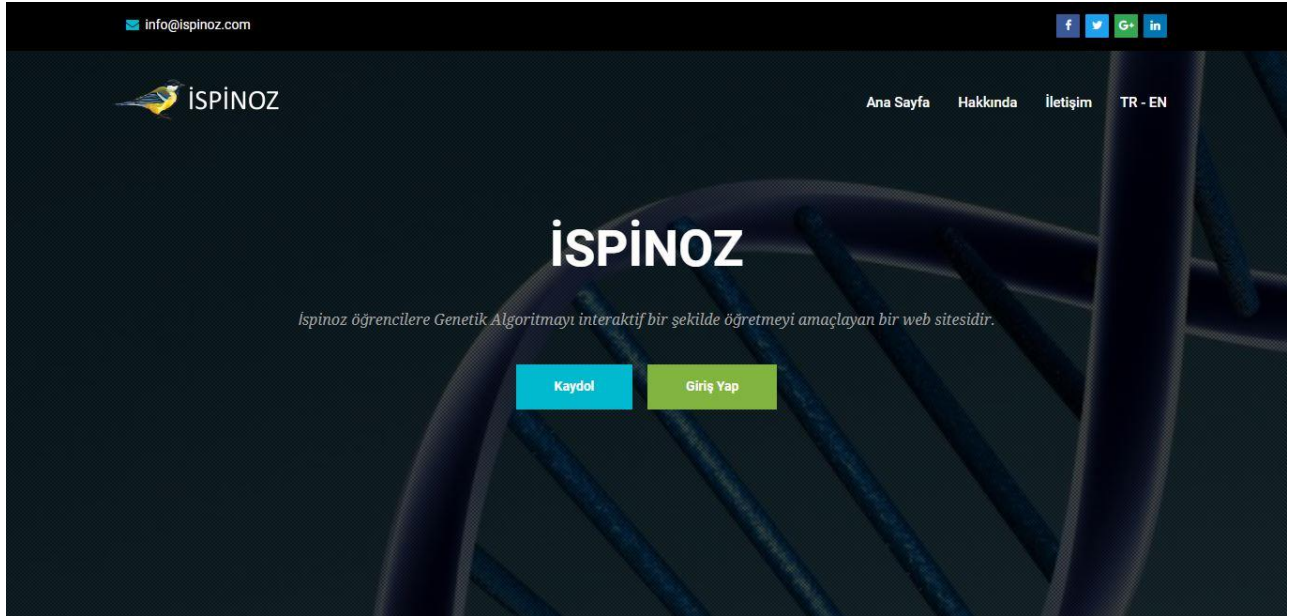 info@ispinoz.com
f G+ in
İSPİNOZ
Ana Sayfa Hakkında İletişim TR - EN
İSPİNOZ
İspinoz öğrencilere Genetik Algoritmayı interaktif bir şekilde öğretmeyi amaçlayan bir web sitesidir.
Kaydol Giriş Yap